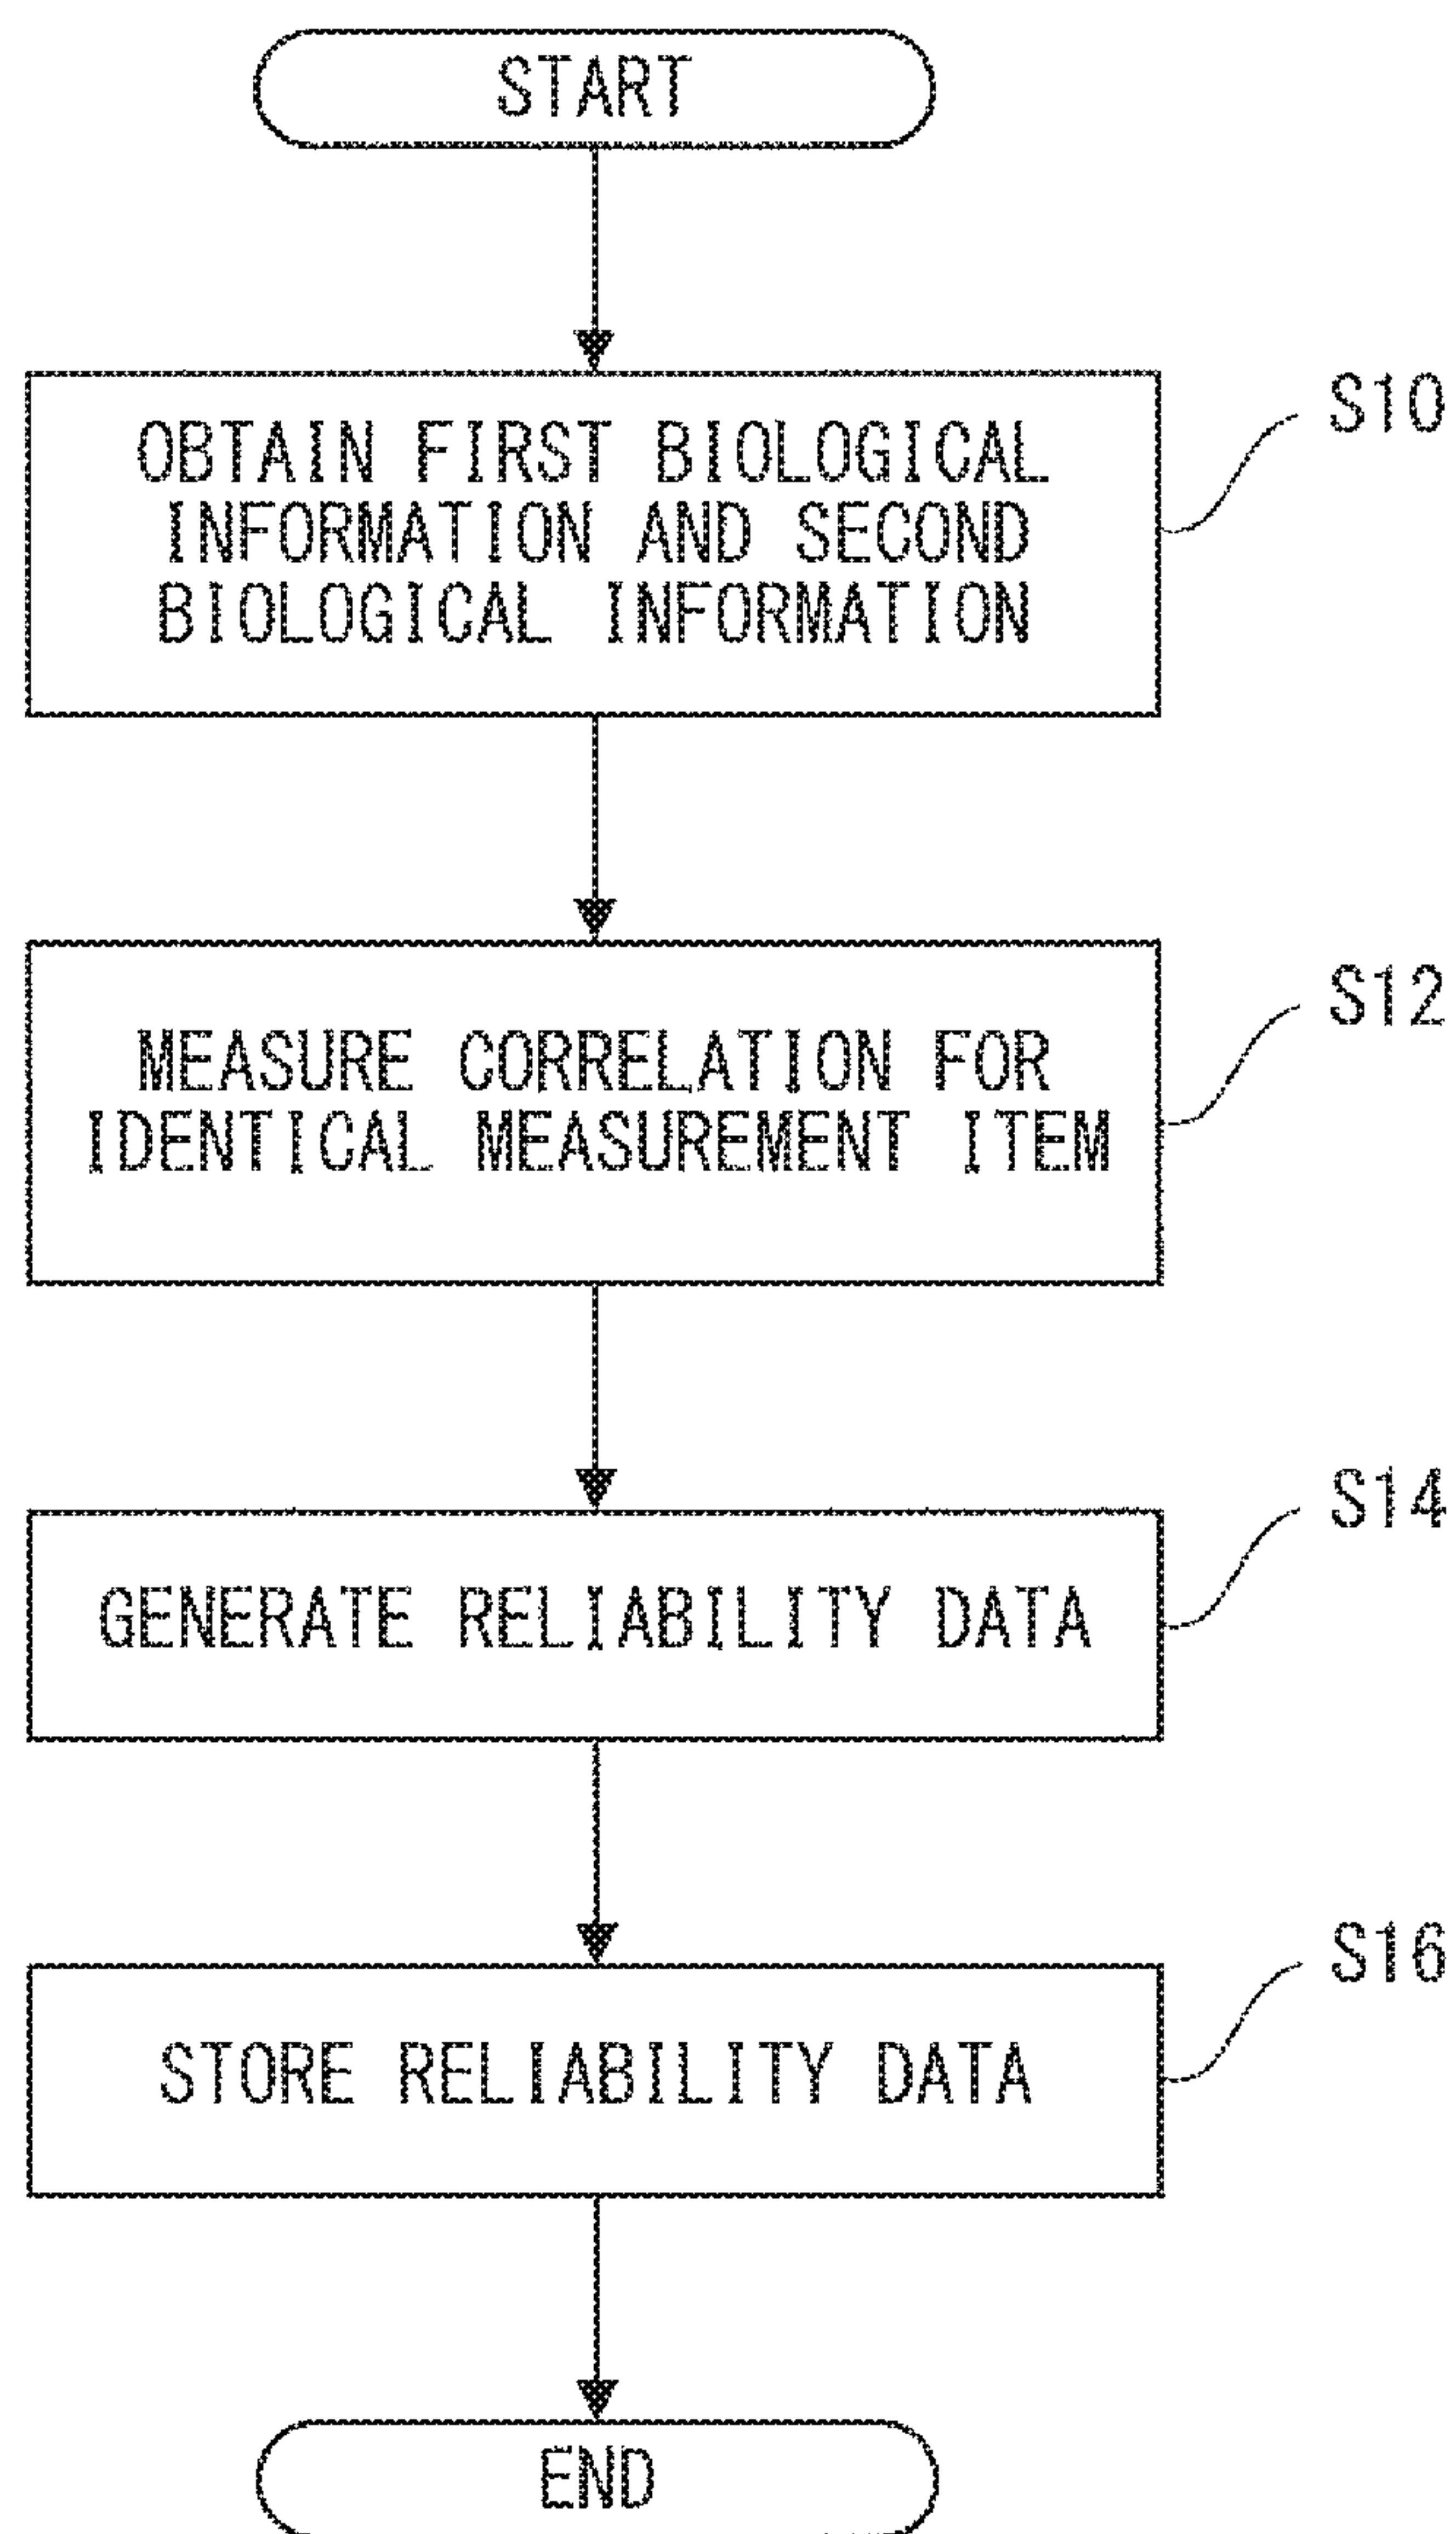 START
S10
OBTAIN FIRST BIOLOGICAL
INFORMATION AND SECOND
BIOLOGICAL INFORMATION
S12
MEASURE CORRELATION FOR
IDENTICAL MEASUREMENT ITEM
S14
GENERATE RELIABILITY DATA
S16
STORE RELIABILITY DATA
END